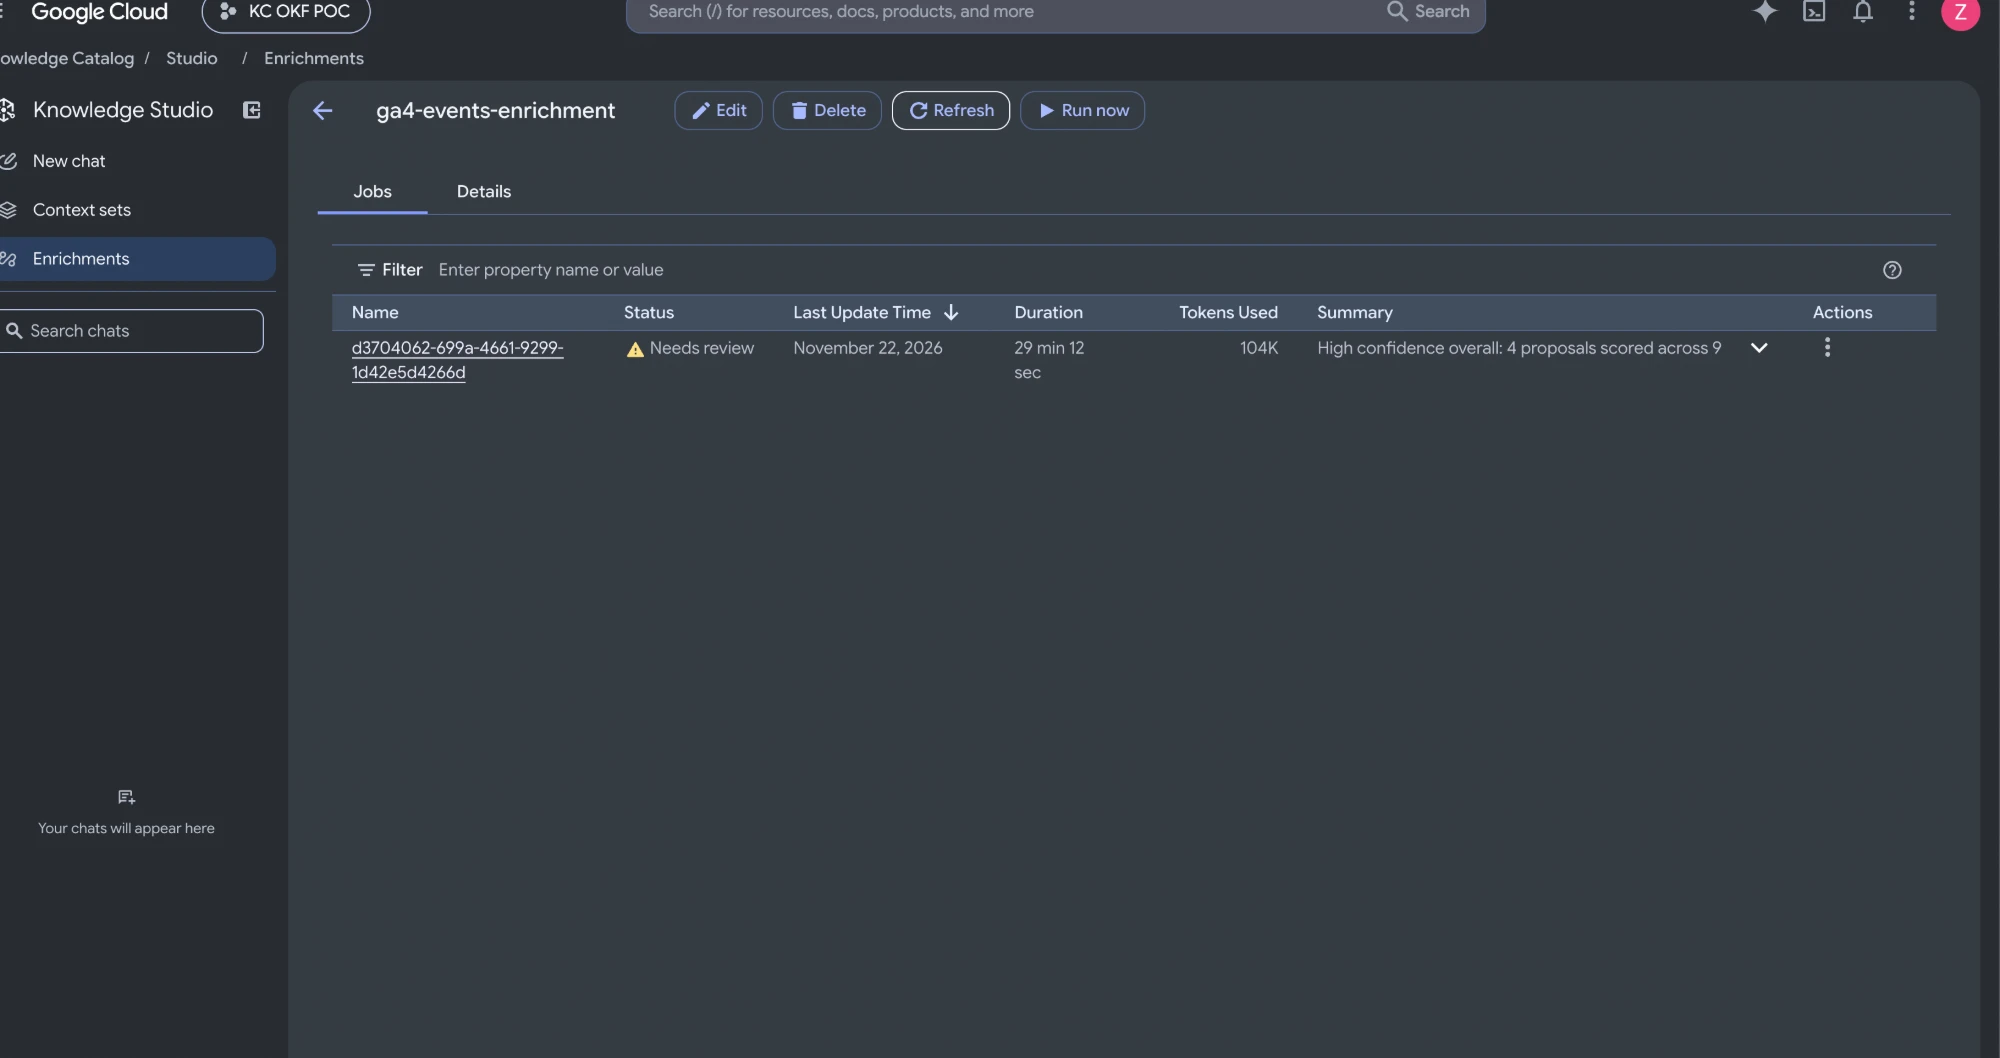 Google Cloud
KC OKF POC
Search (/) for resources, docs, products, and more
Search
Z
owledge Catalog / Studio / Enrichments
Knowledge Studio
New chat
Context sets
Enrichments
Search chats
Your chats will appear here
ga4-events-enrichment
Edit
Delete
Refresh
Run now
Jobs
Details
Filter Enter property name or value
Name Status Last Update Time Duration Tokens Used Summary Actions
d3704062-699a-4661-9299- Needs review November 22, 2026 29 min 12 104K High confidence overall: 4 proposals scored across 9
1d42e5d4266d sec